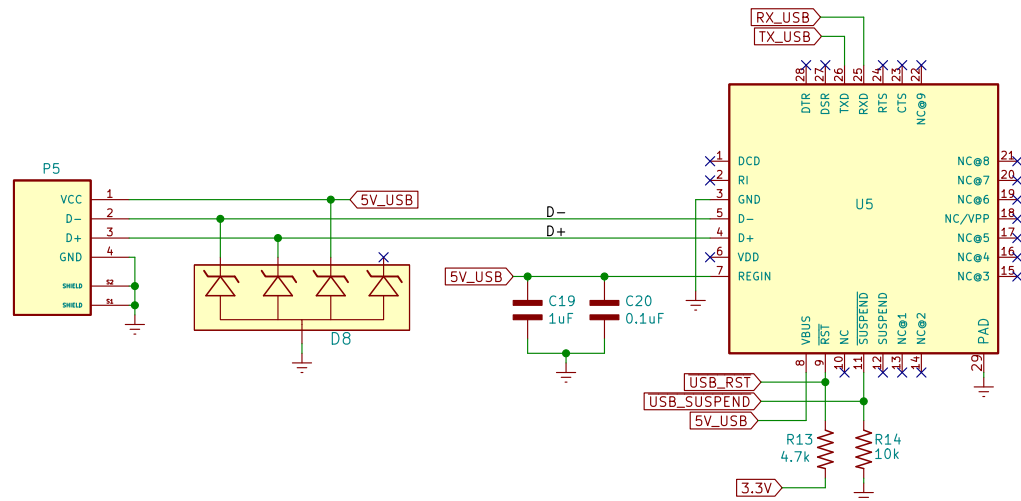 RX_USB
TX_USB
28 27 26 25 24 23 22
DTR DSR TXD RXD RTS CTS NC@9
P5
VCC 1
D- 2
D+ 3
GND 4
SHIELD S2
SHIELD S1
5V_USB
D-
D+
D8
5V_USB
C19
1uF
C20
0.1uF
U5
1 DCD
2 RI
3 GND
5 D-
4 D+
6 VDD
7 REGIN
NC@8 21
NC@7 20
NC@6 19
NC/VPP 18
NC@5 17
NC@4 16
NC@3 15
VBUS RST NC SUSPEND SUSPEND NC@1 NC@2 PAD
8 9 10 11 12 13 14 29
USB_RST
USB_SUSPEND
5V_USB
R13
4.7k
R14
10k
3.3V